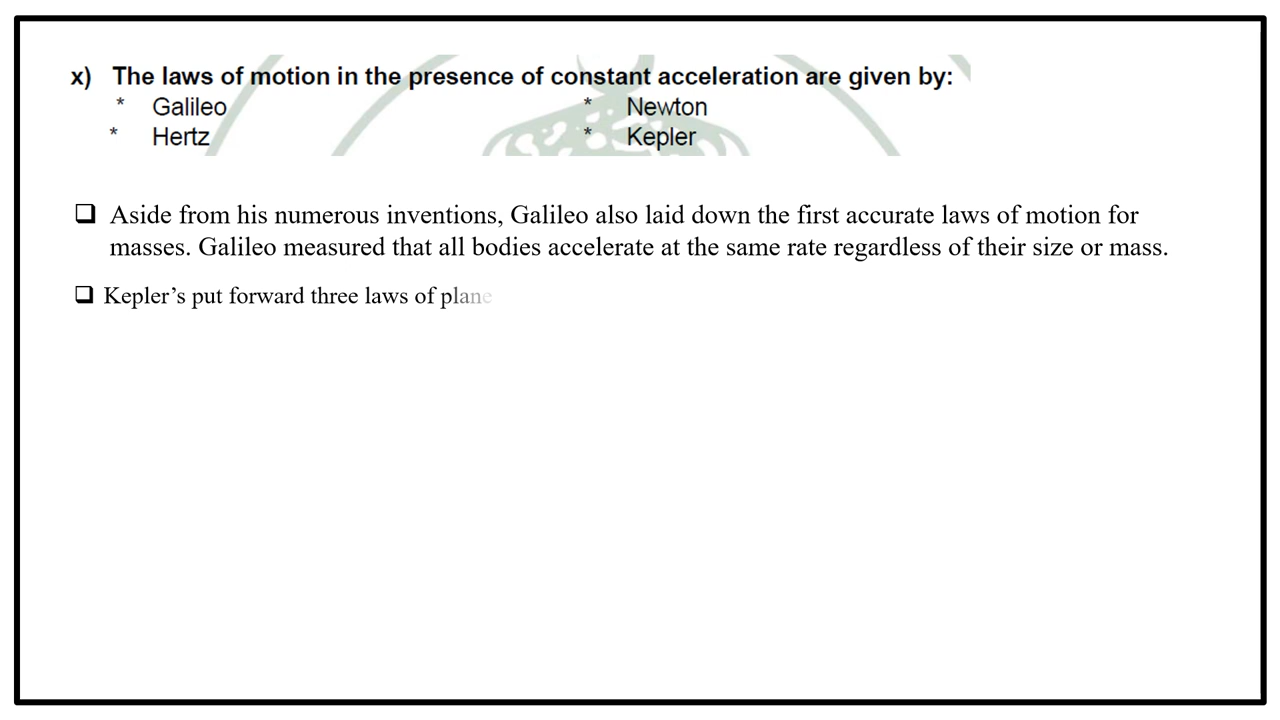 x) The laws of motion in the presence of constant acceleration are given by:
* Galileo * Newton
* Hertz * Kepler
❑ Aside from his numerous inventions, Galileo also laid down the first accurate laws of motion for
masses. Galileo measured that all bodies accelerate at the same rate regardless of their size or mass.
❑ Kepler’s put forward three laws of plane